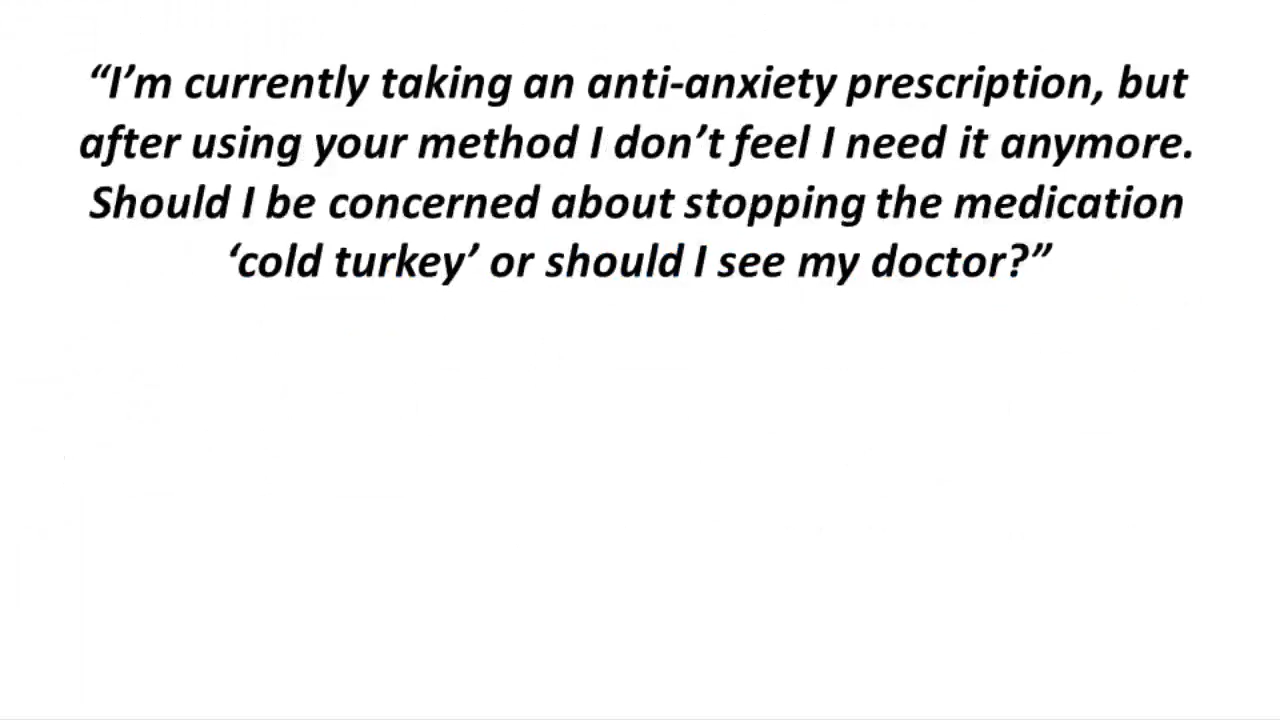 “I’m currently taking an anti-anxiety prescription, but
after using your method I don’t feel I need it anymore.
Should I be concerned about stopping the medication
‘cold turkey’ or should I see my doctor?”